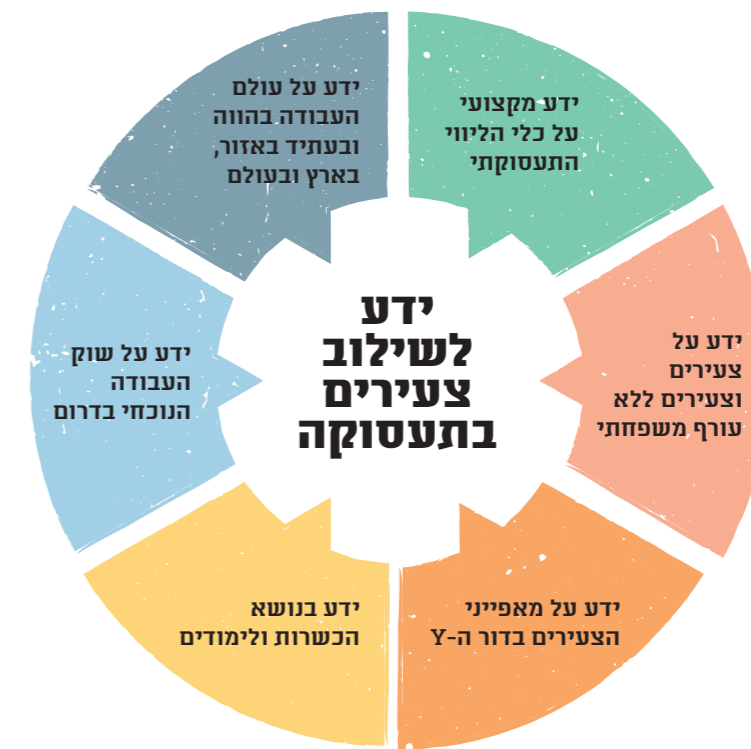 ידע
לשילוב
צעירים
בתעסוקה
ידע מקצועי
על כלי הליווי
התעסוקתי
ידע על
צעירים
וצעירים ללא
עורף משפחתי
ידע על מאפייני
הצעירים בדור ה-Y
ידע בנושא
הכשרות ולימודים
ידע על שוק
העבודה
הנוכחי בדרום
ידע על עולם
העבודה בהווה
ובעתיד באזור,
בארץ ובעולם